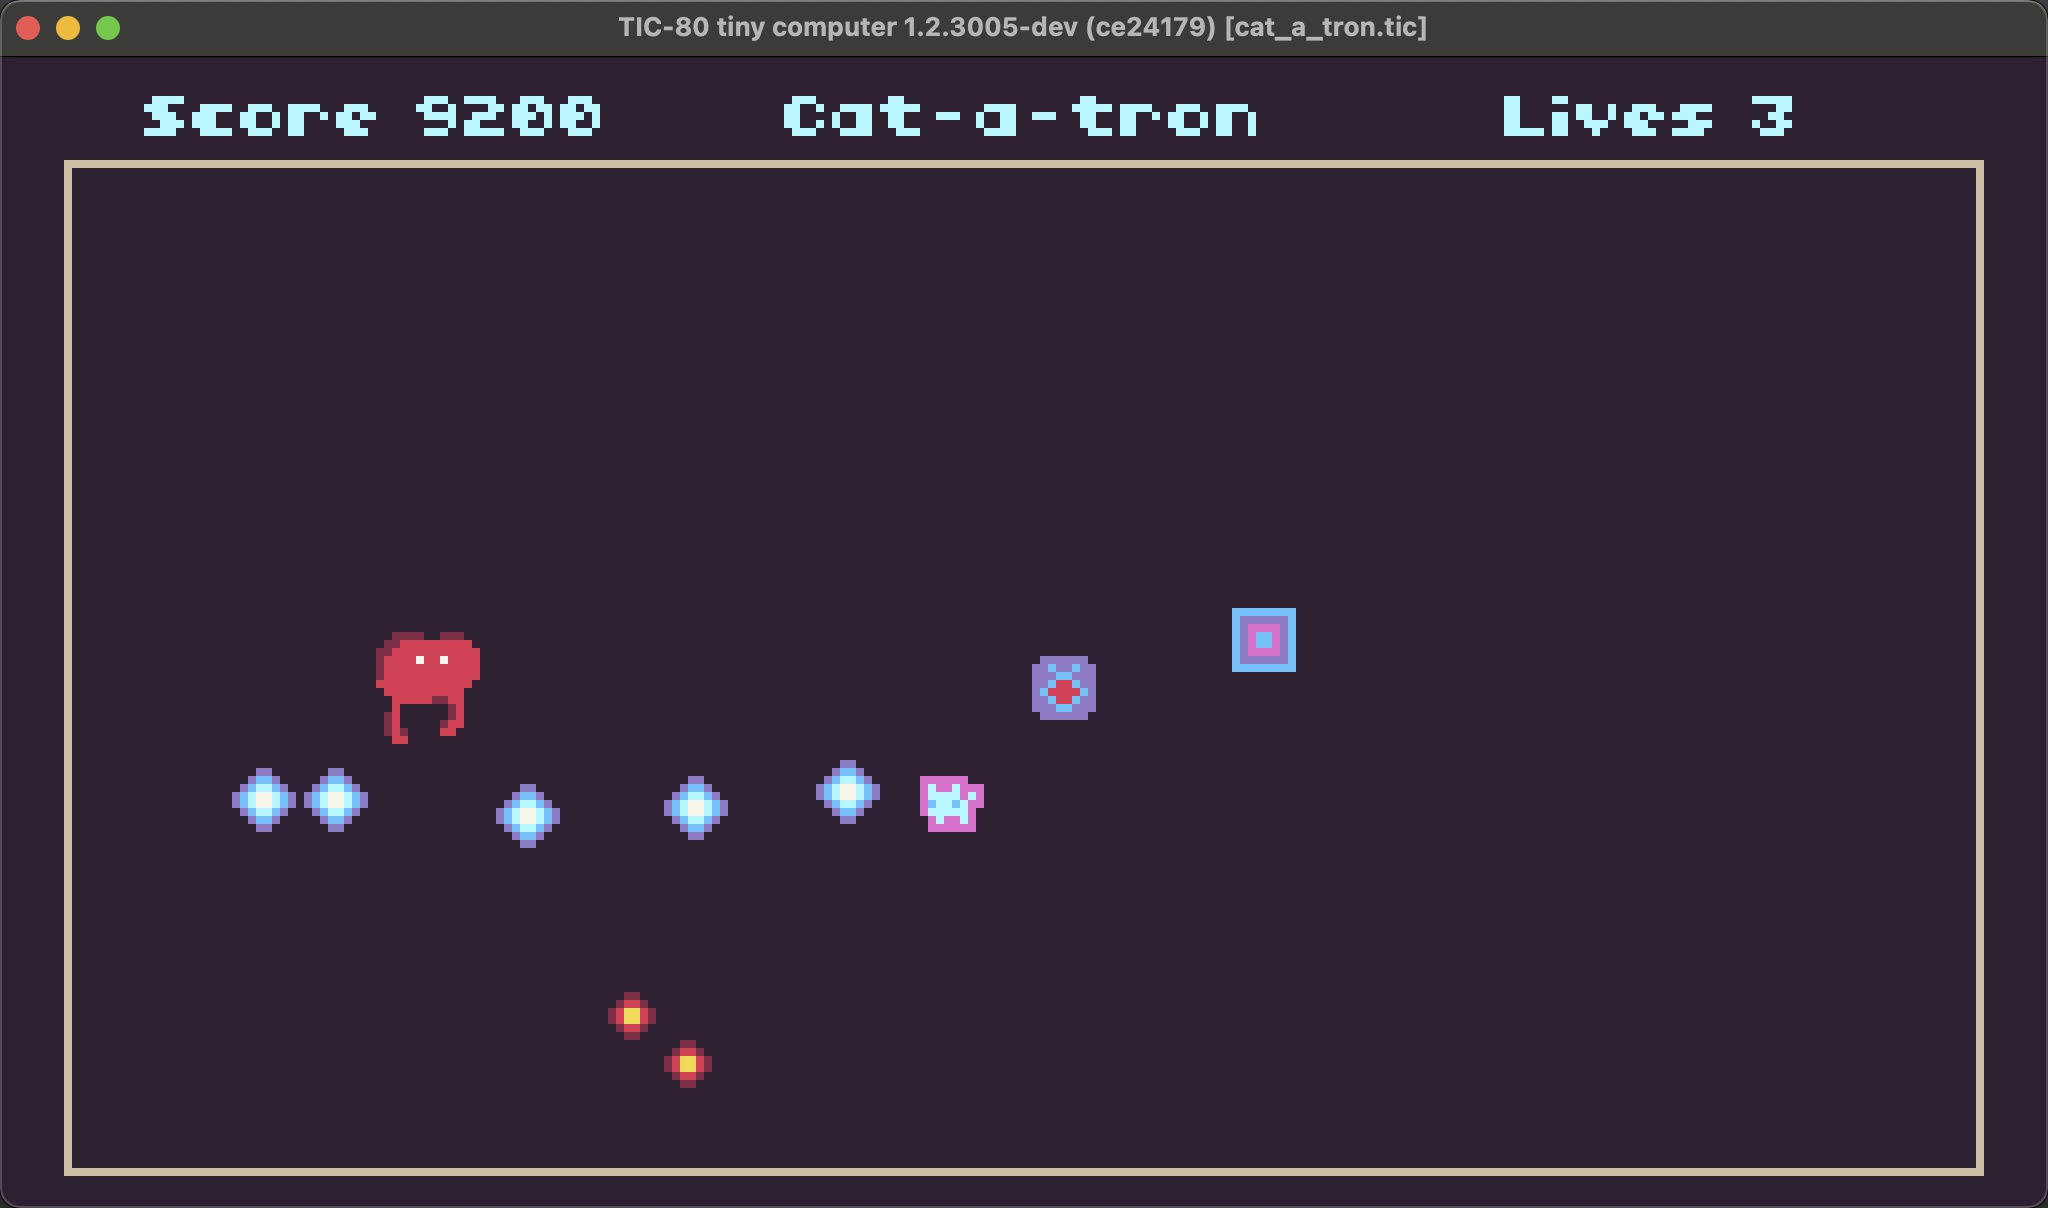 TIC-80 tiny computer 1.2.3005-dev (ce24179) [cat_a_tron.tic]
Score 9200 Cat-a-tron Lives 3